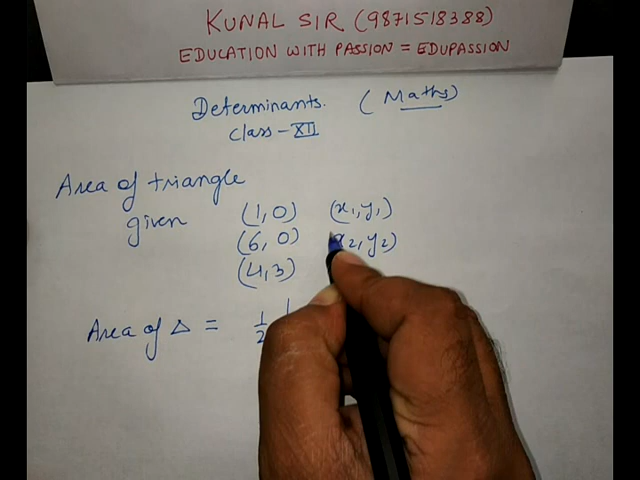 KUNAL SIR (9871518388)
EDUCATION WITH PASSION = EDUPASSION
Determinants. (Maths)
Class-XII
Area of triangle
given (1,0) (x₁,y₁)
(6,0) (x₂,y₂)
(4,3)
Area of Δ = 1/2